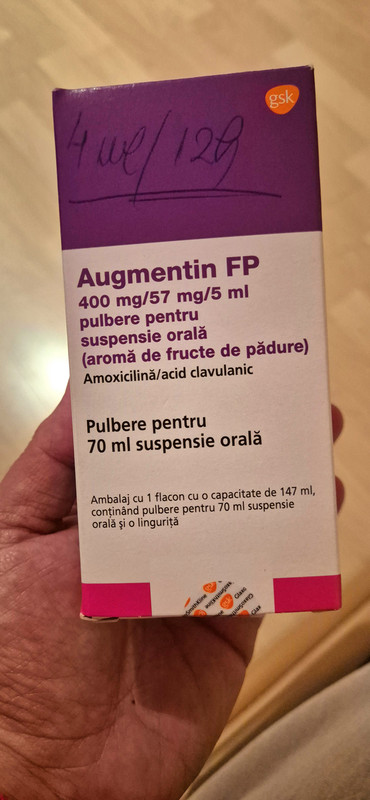 gsk
4 ml/12h
Augmentin FP
400 mg/57 mg/5 ml
pulbere pentru
suspensie orală
(aromă de fructe de pădure)
Amoxicilină/acid clavulanic
Pulbere pentru
70 ml suspensie orală
Ambalaj cu 1 flacon cu o capacitate de 147 ml,
conținând pulbere pentru 70 ml suspensie
orală și o linguriță